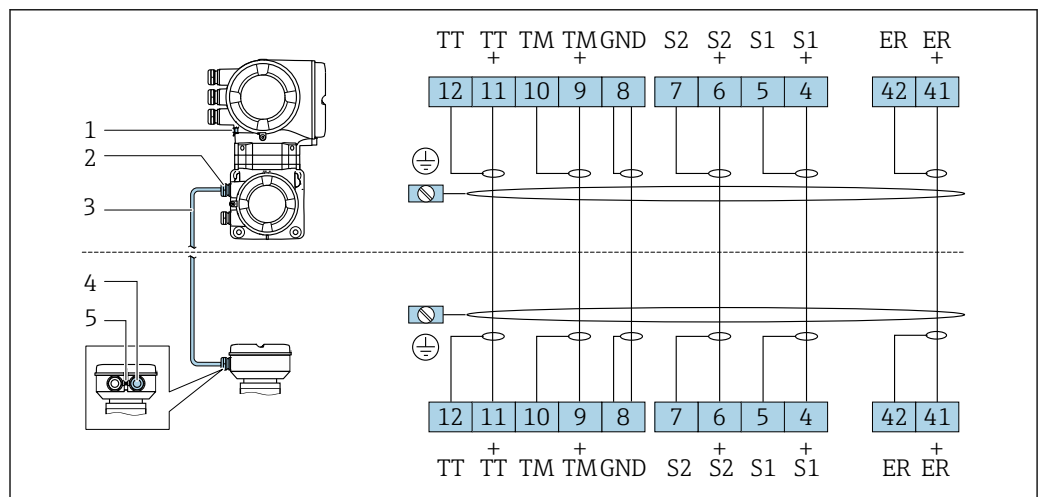 TT TT TM TM GND S2 S2 S1 S1 ER ER
+ + + + +
12 11 10 9 8 7 6 5 4 42 41
1
2
3
4
5
12 11 10 9 8 7 6 5 4 42 41
+ + + + +
TT TT TM TM GND S2 S2 S1 S1 ER ER